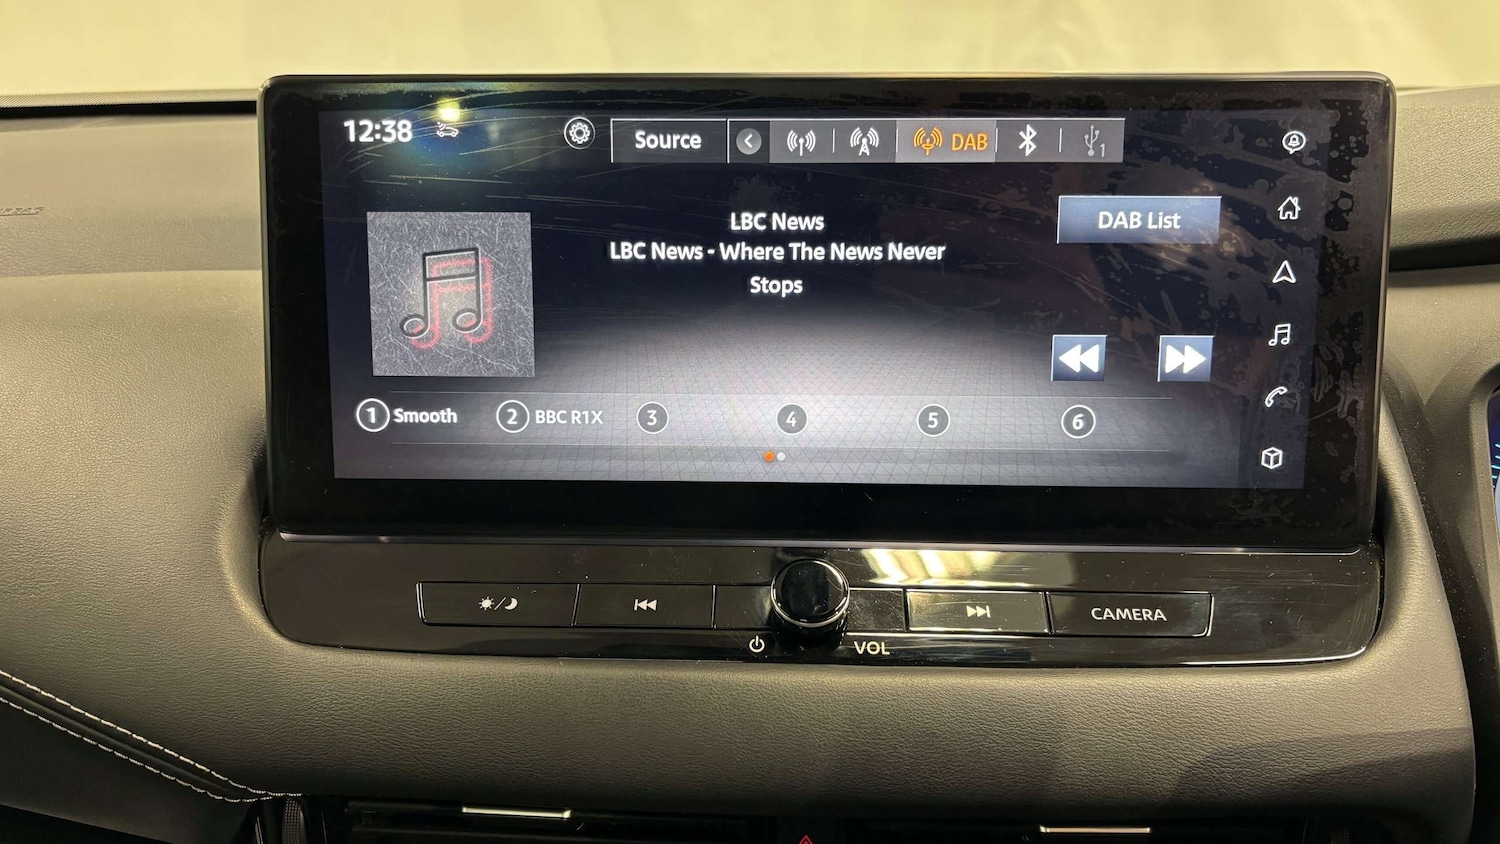 12:38
Source
DAB
1
LBC News
LBC News - Where The News Never
Stops
DAB List
1 Smooth
2 BBC R1X
3
4
5
6
CAMERA
VOL